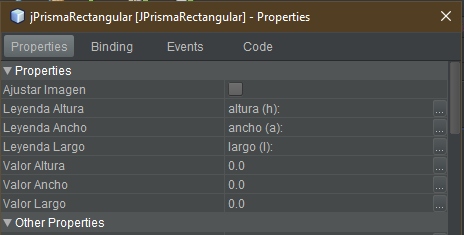 jPrismaRectangular [JPrismaRectangular] - Properties
Properties Binding Events Code
Properties
Ajustar Imagen
Leyenda Altura altura (h): ...
Leyenda Ancho ancho (a): ...
Leyenda Largo largo (l): ...
Valor Altura 0.0 ...
Valor Ancho 0.0 ...
Valor Largo 0.0 ...
Other Properties